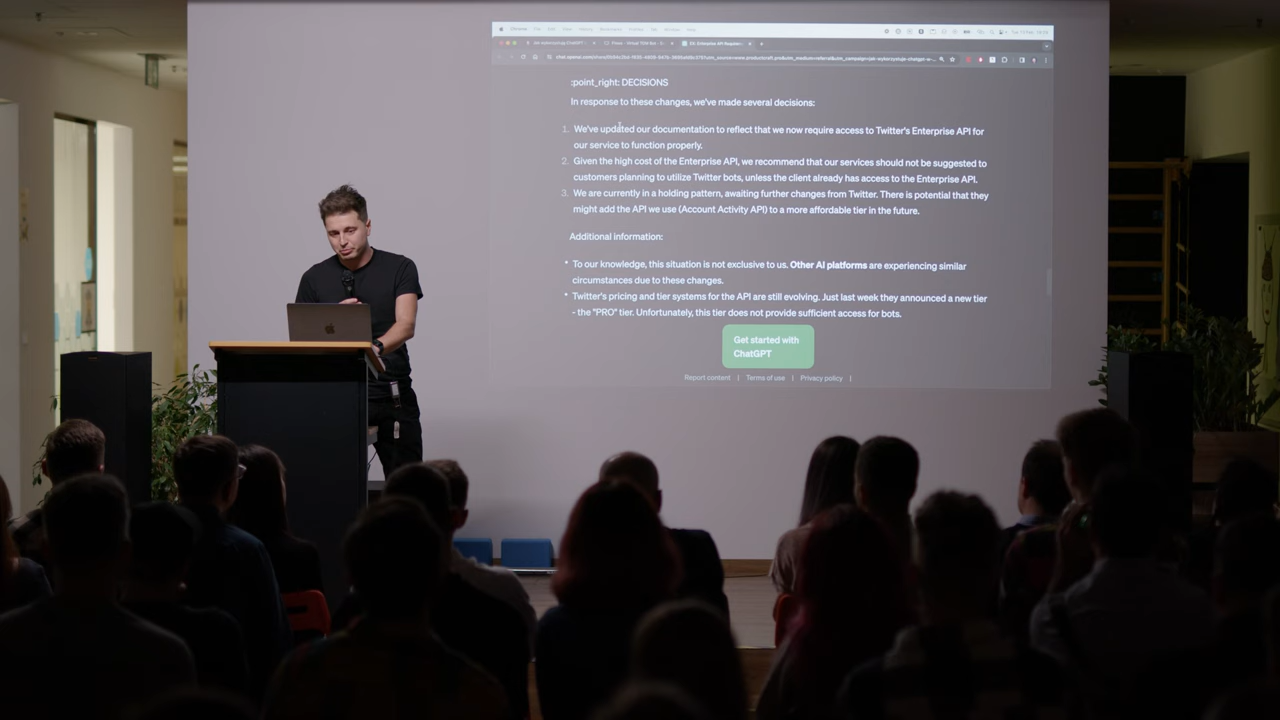 :point_right: DECISIONS
In response to these changes, we've made several decisions:
1. We've updated our documentation to reflect that we now require access to Twitter's Enterprise API for
our service to function properly.
2. Given the high cost of the Enterprise API, we recommend that our services should not be suggested to
customers planning to utilize Twitter bots, unless the client already has access to the Enterprise API.
3. We are currently in a holding pattern, awaiting further changes from Twitter. There is potential that they
might add the API we use (Account Activity API) to a more affordable tier in the future.
Additional information:
• To our knowledge, this situation is not exclusive to us. Other AI platforms are experiencing similar
circumstances due to these changes.
• Twitter's pricing and tier systems for the API are still evolving. Just last week they announced a new tier
- the "PRO" tier. Unfortunately, this tier does not provide sufficient access for bots.
Get started with
ChatGPT
Report content | Terms of use | Privacy policy |